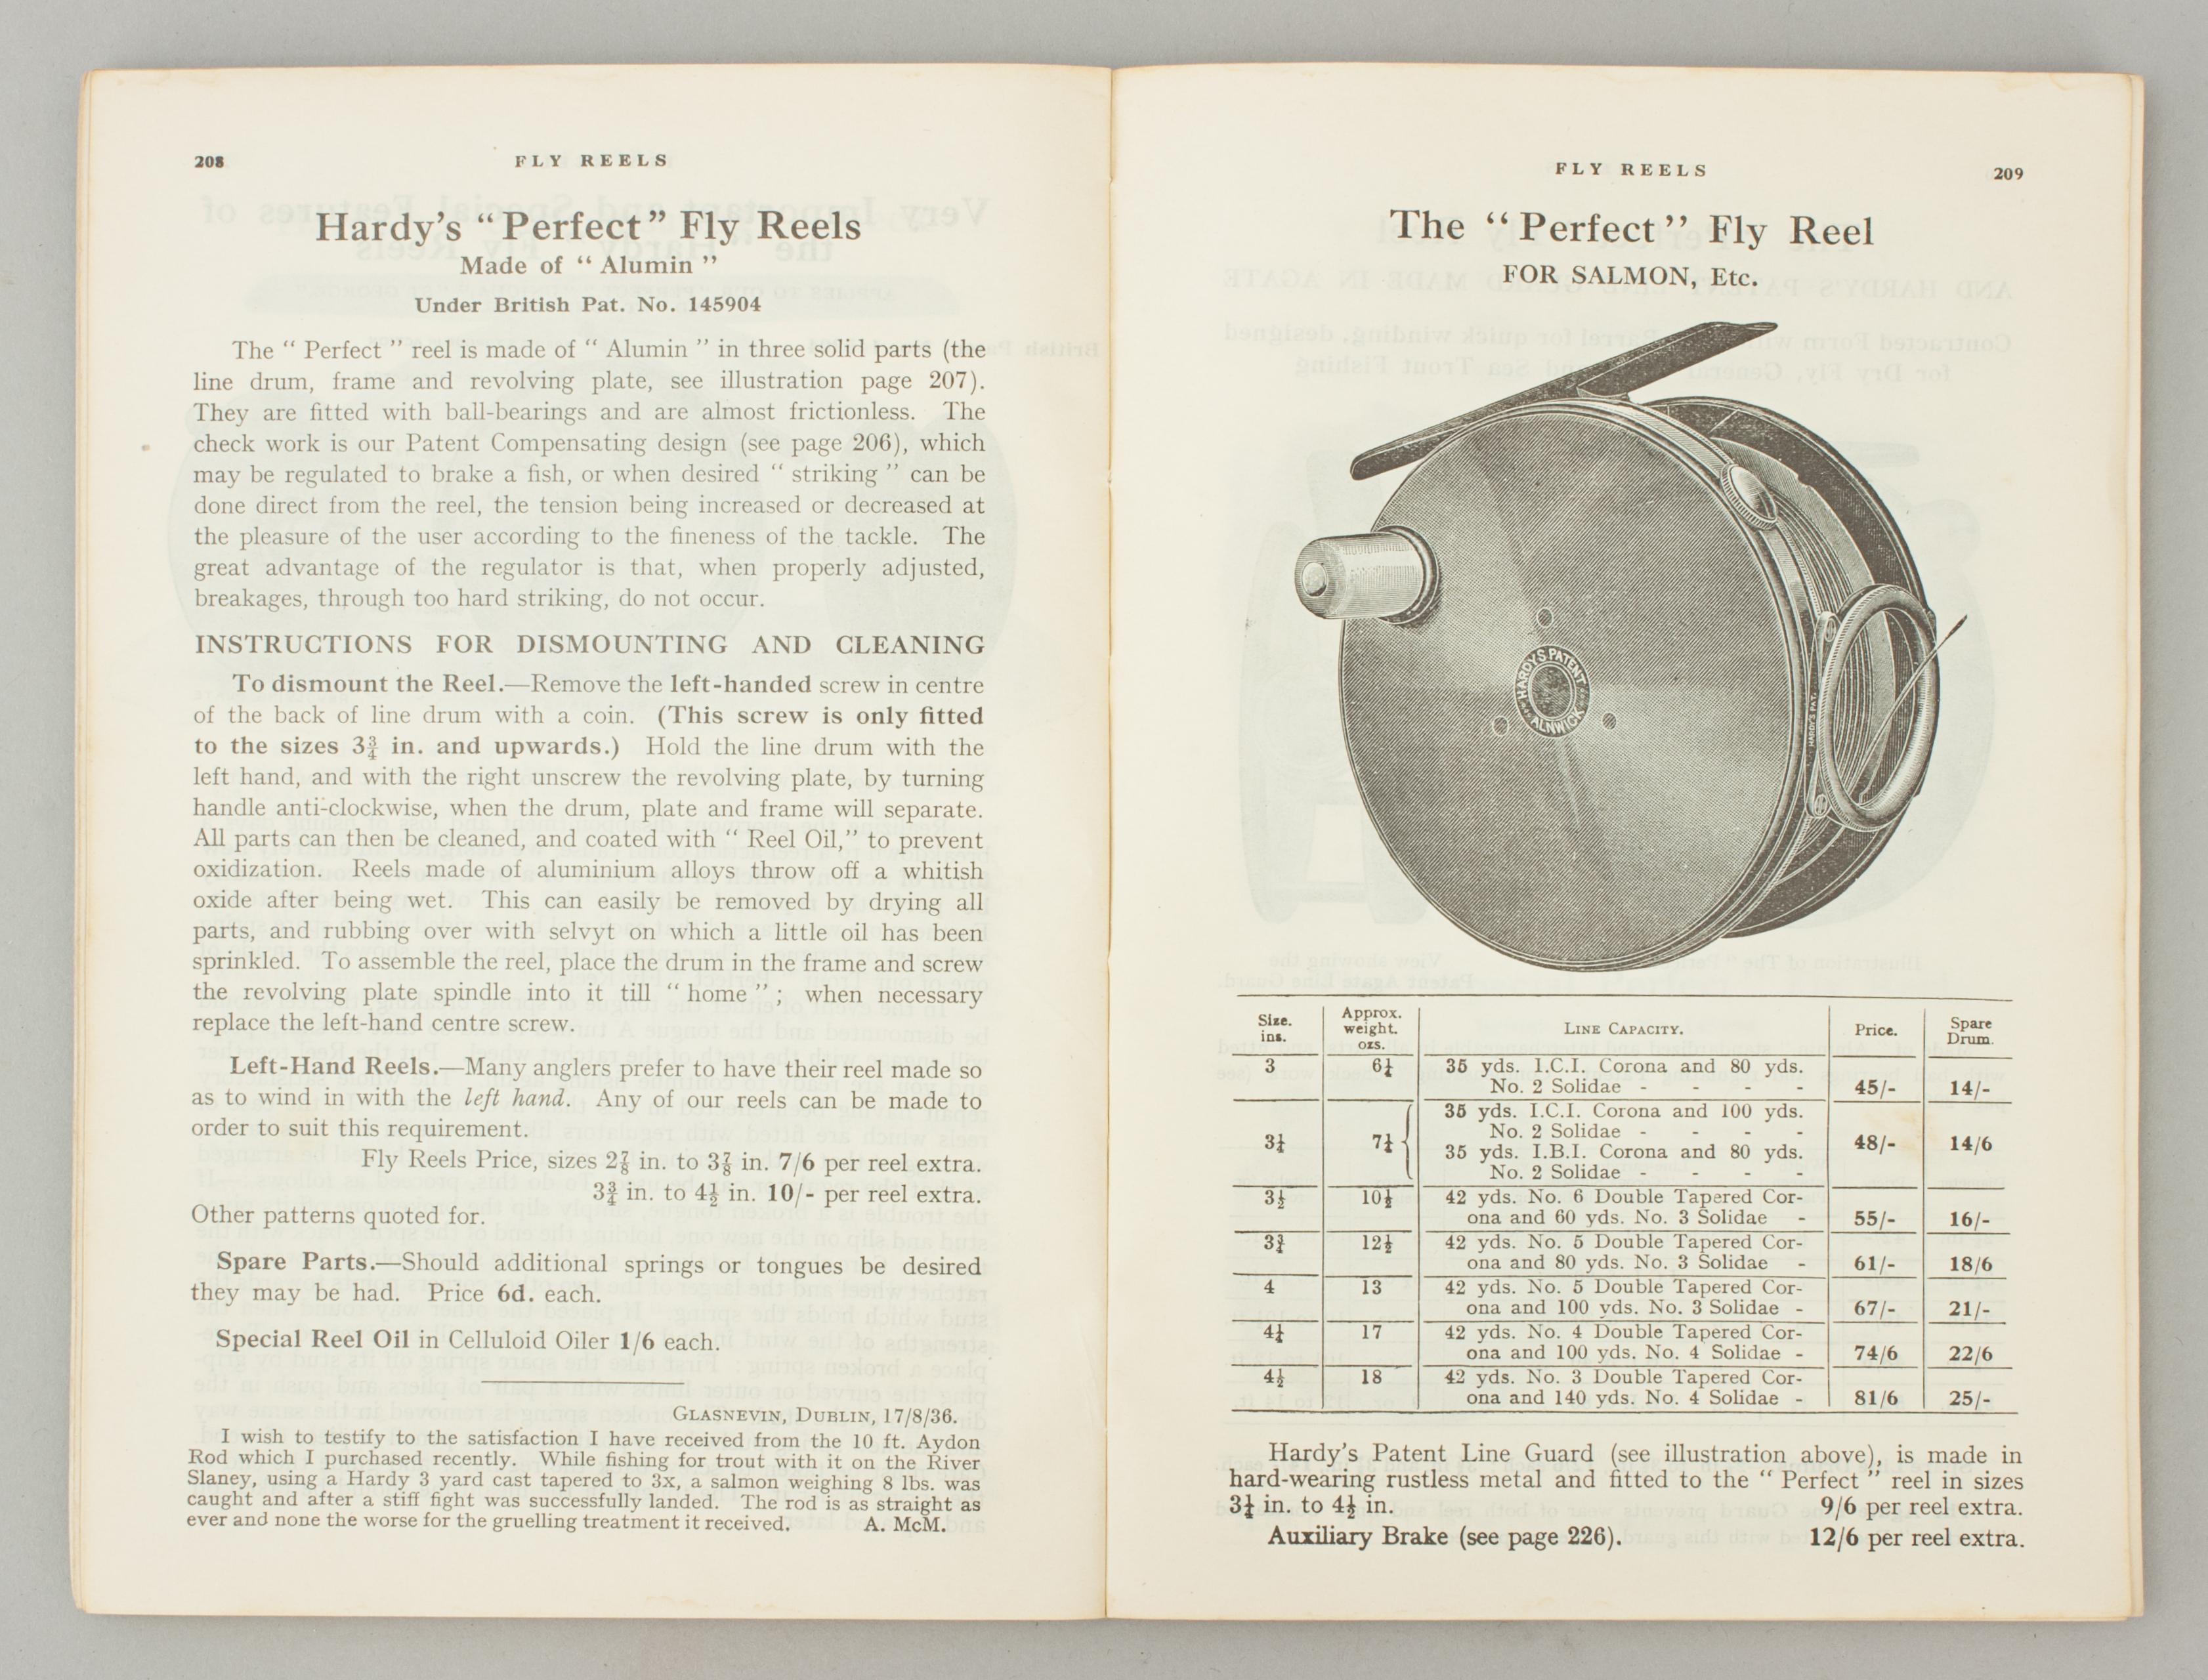 208
FLY REELS
Hardy's “Perfect” Fly Reels
Made of “ Alumin ”
Under British Pat. No. 145904
The “ Perfect ” reel is made of “ Alumin ” in three solid parts (the
line drum, frame and revolving plate, see illustration page 207).
They are fitted with ball-bearings and are almost frictionless. The
check work is our Patent Compensating design (see page 206), which
may be regulated to brake a fish, or when desired “ striking ” can be
done direct from the reel, the tension being increased or decreased at
the pleasure of the user according to the fineness of the tackle. The
great advantage of the regulator is that, when properly adjusted,
breakages, through too hard striking, do not occur.
INSTRUCTIONS FOR DISMOUNTING AND CLEANING
To dismount the Reel.—Remove the left-handed screw in centre
of the back of line drum with a coin. (This screw is only fitted
to the sizes 3¾ in. and upwards.) Hold the line drum with the
left hand, and with the right unscrew the revolving plate, by turning
handle anti-clockwise, when the drum, plate and frame will separate.
All parts can then be cleaned, and coated with “ Reel Oil,” to prevent
oxidization. Reels made of aluminium alloys throw off a whitish
oxide after being wet. This can easily be removed by drying all
parts, and rubbing over with selvyt on which a little oil has been
sprinkled. To assemble the reel, place the drum in the frame and screw
the revolving plate spindle into it till “ home ” ; when necessary
replace the left-hand centre screw.
Left-Hand Reels.—Many anglers prefer to have their reel made so
as to wind in with the left hand. Any of our reels can be made to
order to suit this requirement.
Fly Reels Price, sizes 2⅞ in. to 3⅞ in. 7/6 per reel extra.
3¾ in. to 4½ in. 10/- per reel extra.
Other patterns quoted for.
Spare Parts.—Should additional springs or tongues be desired
they may be had. Price 6d. each.
Special Reel Oil in Celluloid Oiler 1/6 each.
GLASNEVIN, DUBLIN, 17/8/36.
I wish to testify to the satisfaction I have received from the 10 ft. Aydon
Rod which I purchased recently. While fishing for trout with it on the River
Slaney, using a Hardy 3 yard cast tapered to 3x, a salmon weighing 8 lbs. was
caught and after a stiff fight was successfully landed. The rod is as straight as
ever and none the worse for the gruelling treatment it received. A. McM.
FLY REELS
209
The “Perfect” Fly Reel
FOR SALMON, Etc.
HARDY'S PATENT
ALNWICK
HARDY'S PAT.
Size. ins. Approx. weight. ozs. LINE CAPACITY. Price. Spare Drum.
3 6¼ 35 yds. I.C.I. Corona and 80 yds.
No. 2 Solidae - - - - 45/- 14/-
35 yds. I.C.I. Corona and 100 yds.
No. 2 Solidae - - - -
3¼ 7¼ 48/- 14/6
35 yds. I.B.I. Corona and 80 yds.
No. 2 Solidae - - - -
3½ 10½ 42 yds. No. 6 Double Tapered Cor-
ona and 60 yds. No. 3 Solidae - 55/- 16/-
3¾ 12½ 42 yds. No. 5 Double Tapered Cor-
ona and 80 yds. No. 3 Solidae - 61/- 18/6
4 13 42 yds. No. 5 Double Tapered Cor-
ona and 100 yds. No. 3 Solidae - 67/- 21/-
4¼ 17 42 yds. No. 4 Double Tapered Cor-
ona and 100 yds. No. 4 Solidae - 74/6 22/6
4½ 18 42 yds. No. 3 Double Tapered Cor-
ona and 140 yds. No. 4 Solidae - 81/6 25/-
Hardy's Patent Line Guard (see illustration above), is made in
hard-wearing rustless metal and fitted to the “ Perfect ” reel in sizes
3¼ in. to 4½ in. 9/6 per reel extra.
Auxiliary Brake (see page 226). 12/6 per reel extra.